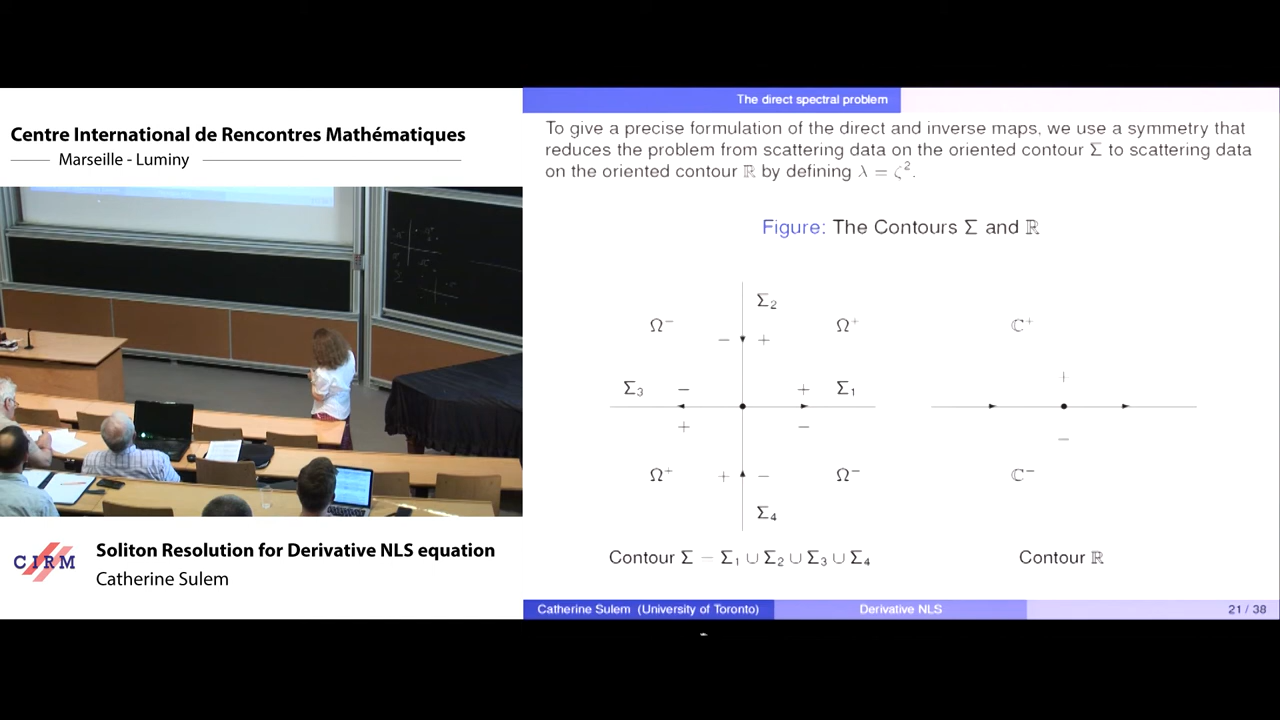 Centre International de Rencontres Mathématiques
Marseille - Luminy
CIRM
Soliton Resolution for Derivative NLS equation
Catherine Sulem
The direct spectral problem
To give a precise formulation of the direct and inverse maps, we use a symmetry that
reduces the problem from scattering data on the oriented contour Σ to scattering data
on the oriented contour ℝ by defining λ = ζ².
Figure: The Contours Σ and ℝ
Σ₂
Ω⁻ Ω⁺
− +
Σ₃ − + Σ₁
+ −
Ω⁺ + − Ω⁻
Σ₄
Contour Σ = Σ₁ ∪ Σ₂ ∪ Σ₃ ∪ Σ₄
ℂ⁺
+
−
ℂ⁻
Contour ℝ
Catherine Sulem (University of Toronto) Derivative NLS 21 / 38